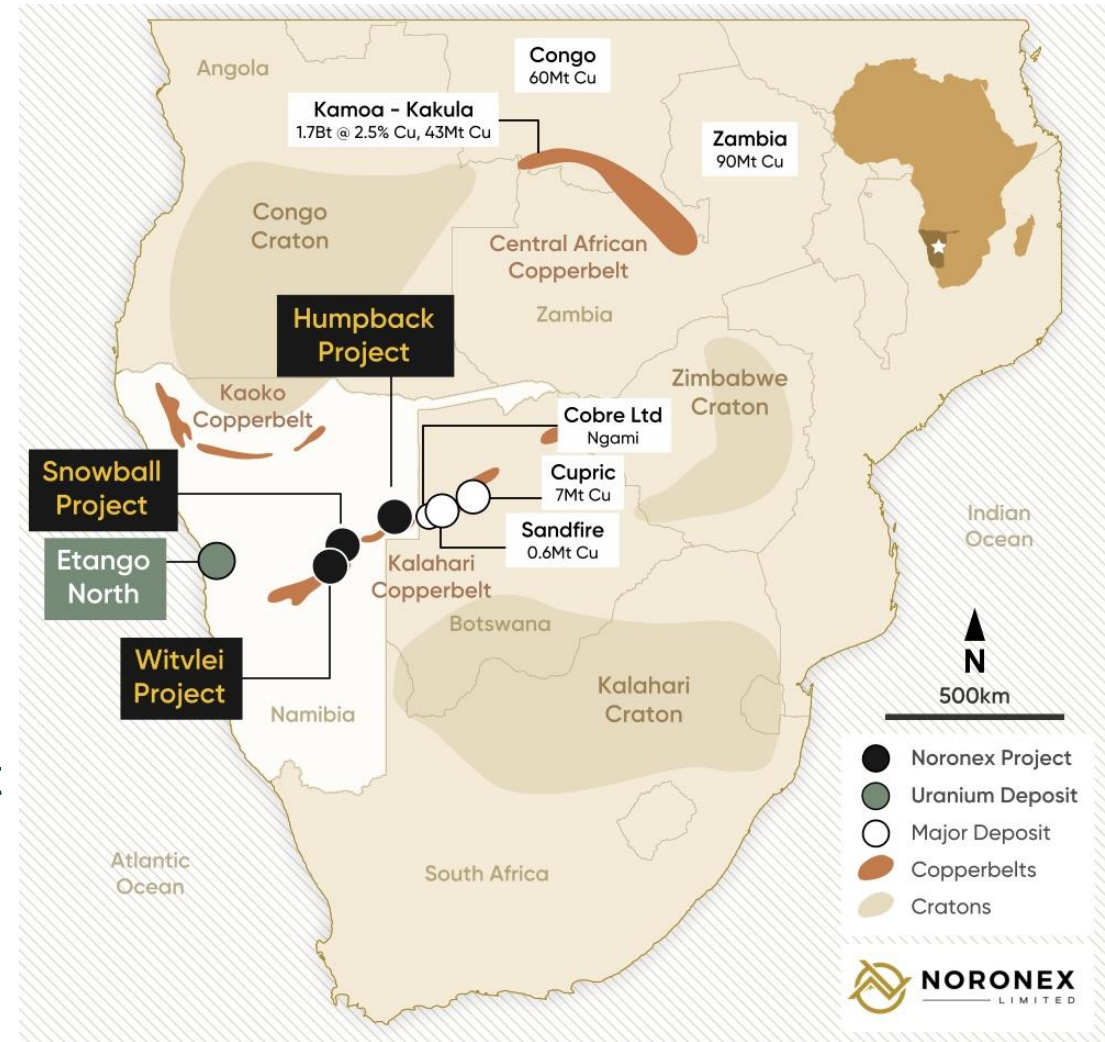 Angola
Congo
60Mt Cu
Kamoa - Kakula
1.7Bt @ 2.5% Cu, 43Mt Cu
Zambia
90Mt Cu
Congo
Craton
Central African
Copperbelt
Zambia
Humpback
Project
Kaoko
Copperbelt
Zimbabwe
Craton
Cobre Ltd
Ngami
Cupric
7Mt Cu
Sandfire
0.6Mt Cu
Snowball
Project
Etango
North
Kalahari
Copperbelt
Indian
Ocean
Botswana
Witvlei
Project
Namibia
Kalahari
Craton
N
500km
Noronex Project
Uranium Deposit
Major Deposit
Copperbelts
Cratons
Atlantic
Ocean
South Africa
NORONEX
LIMITED